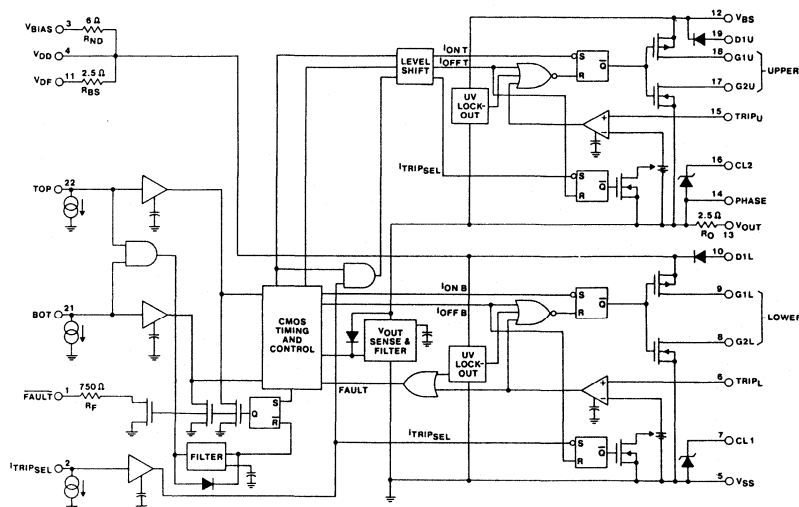 VBIAS 3 6 Ω
RND
VDD 4
VDF 11 2.5 Ω
RBS
12 VBS
19 D1U
18 G1U
UPPER
17 G2U
15 TRIPU
16 CL2
14 PHASE
2.5 Ω
RO
VOUT
13
LEVEL
SHIFT
ION T
IOFF T
S
Q̅
R
UV
LOCK-
OUT
+
−
ITRIPSEL
S
Q̅
R
TOP 22
BOT 21
CMOS
TIMING
AND
CONTROL
ION B
IOFF B
VOUT
SENSE &
FILTER
UV
LOCK-
OUT
S
Q̅
R
10 D1L
9 G1L
LOWER
8 G2L
6 TRIPL
+
−
7 CL1
5 VSS
FAULT
F̅A̅U̅L̅T̅ 1 750 Ω
RF
Q
S
R̅
FILTER
ITRIPSEL 2
ITRIPSEL
S
Q̅
R